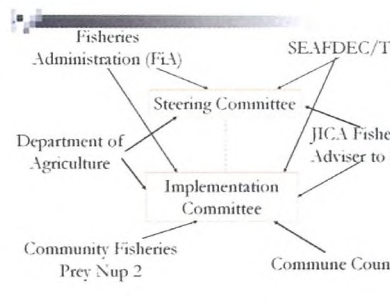 Fisheries
Administration (FiA)
SEAFDEC/T
Steering Committee
Department of
Agriculture
JICA Fishe
Adviser to
Implementation
Committee
Community Fisheries
Prey Nup 2
Commune Coun